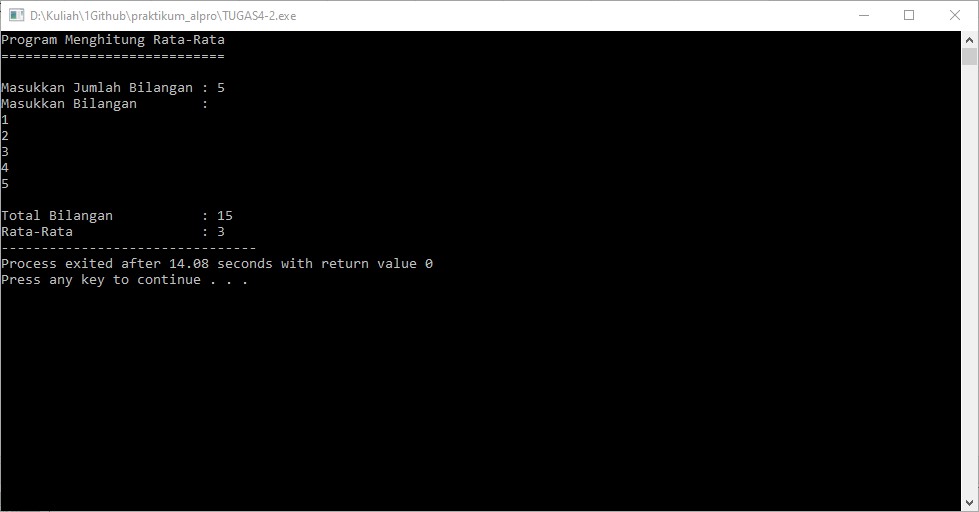 D:\Kuliah\1Github\praktikum_alpro\TUGAS4-2.exe
Program Menghitung Rata-Rata
============================
Masukkan Jumlah Bilangan : 5
Masukkan Bilangan        :
1
2
3
4
5
Total Bilangan           : 15
Rata-Rata                : 3
--------------------------------
Process exited after 14.08 seconds with return value 0
Press any key to continue . . .